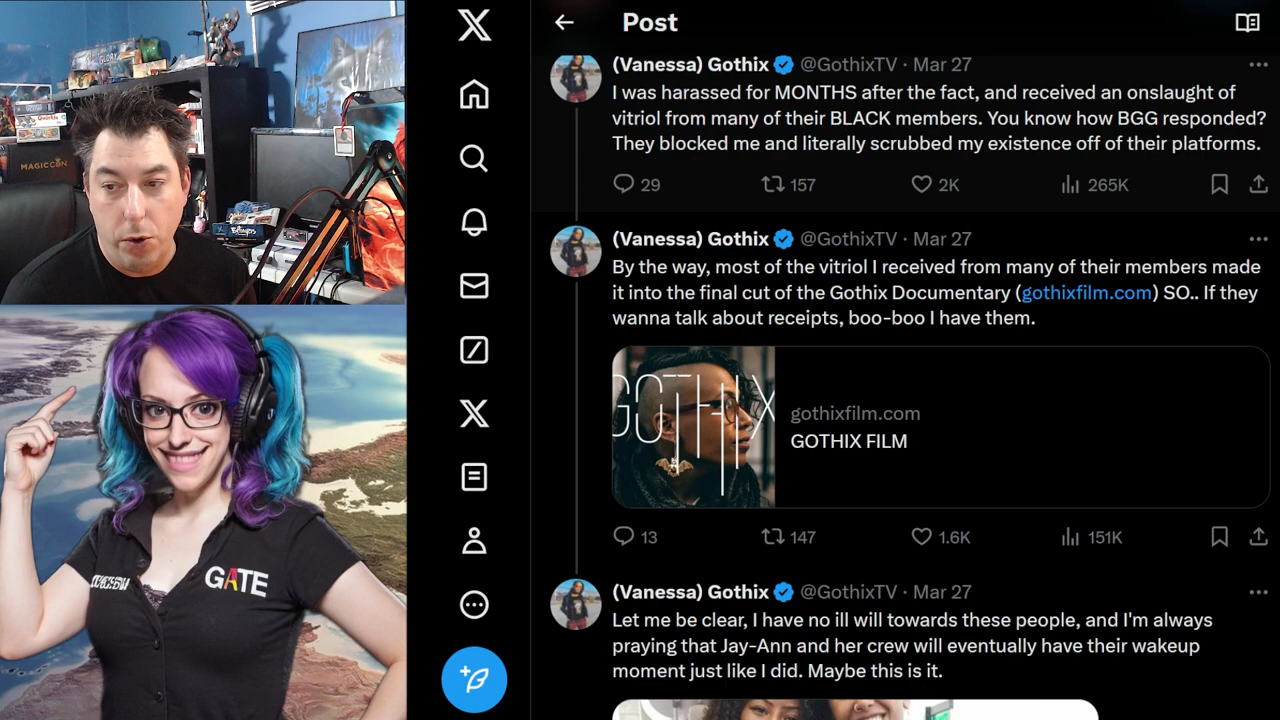 Post
(Vanessa) Gothix @GothixTV · Mar 27
I was harassed for MONTHS after the fact, and received an onslaught of
vitriol from many of their BLACK members. You know how BGG responded?
They blocked me and literally scrubbed my existence off of their platforms.
29 157 2K 265K
(Vanessa) Gothix @GothixTV · Mar 27
By the way, most of the vitriol I received from many of their members made
it into the final cut of the Gothix Documentary (gothixfilm.com) SO.. If they
wanna talk about receipts, boo-boo I have them.
GOTHIX
gothixfilm.com
GOTHIX FILM
13 147 1.6K 151K
(Vanessa) Gothix @GothixTV · Mar 27
Let me be clear, I have no ill will towards these people, and I'm always
praying that Jay-Ann and her crew will eventually have their wakeup
moment just like I did. Maybe this is it.
GLORY
Qwirkle
MAGICCON
GATE